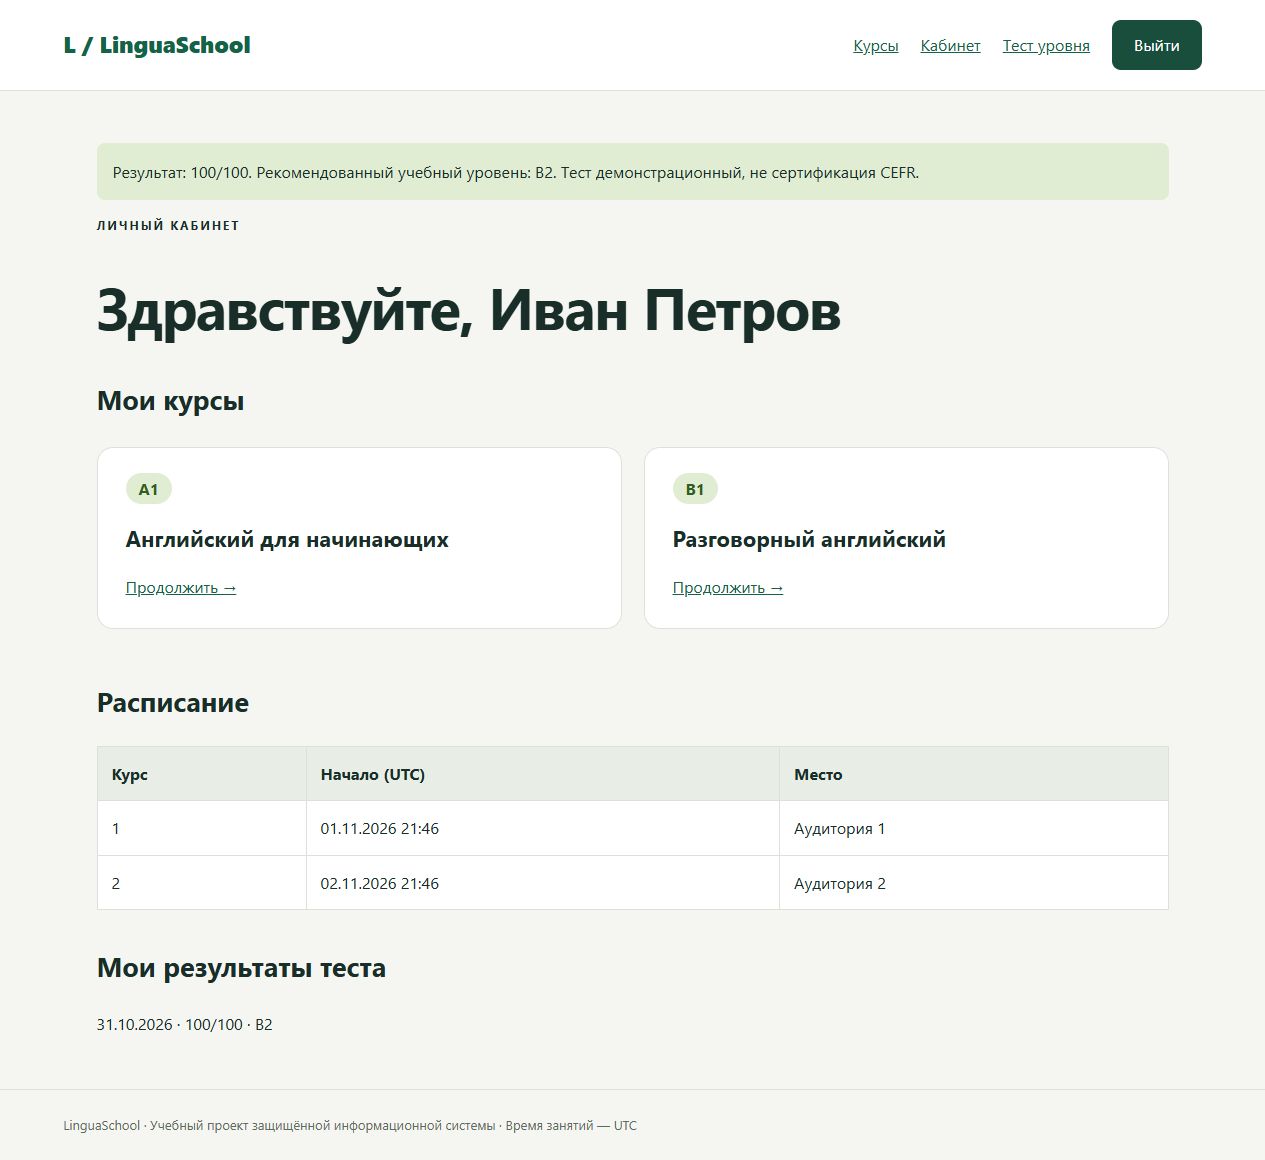 L / LinguaSchool
Курсы Кабинет Тест уровня Выйти
Результат: 100/100. Рекомендованный учебный уровень: B2. Тест демонстрационный, не сертификация CEFR.
ЛИЧНЫЙ КАБИНЕТ
Здравствуйте, Иван Петров
Мои курсы
A1
Английский для начинающих
Продолжить →
B1
Разговорный английский
Продолжить →
Расписание
Курс Начало (UTC) Место
1 01.11.2026 21:46 Аудитория 1
2 02.11.2026 21:46 Аудитория 2
Мои результаты теста
31.10.2026 · 100/100 · B2
LinguaSchool · Учебный проект защищённой информационной системы · Время занятий — UTC